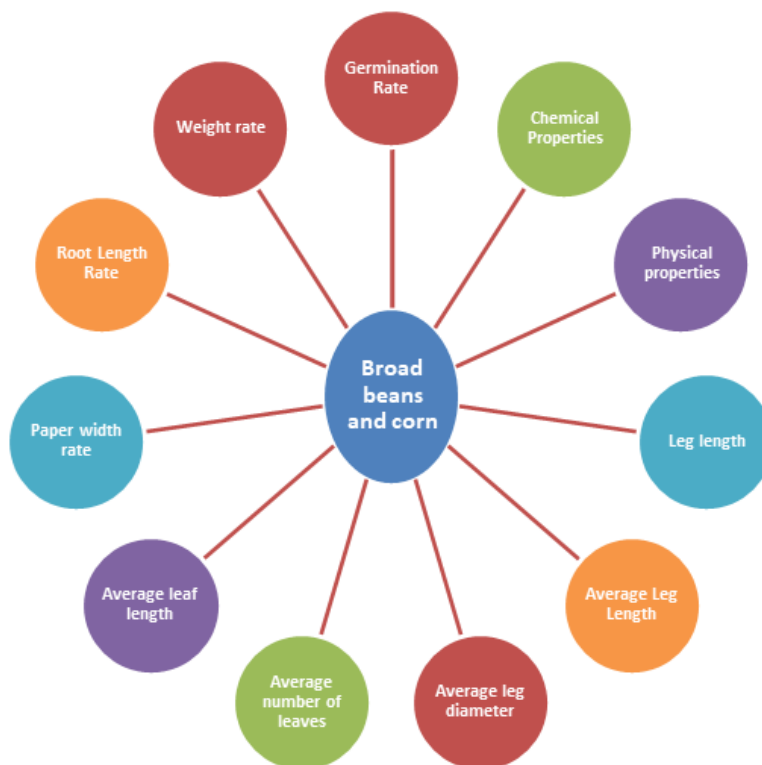 Germination
Rate
Chemical
Properties
Physical
properties
Leg length
Average Leg
Length
Average leg
diameter
Average
number of
leaves
Average leaf
length
Paper width
rate
Root Length
Rate
Weight rate
Broad
beans
and corn